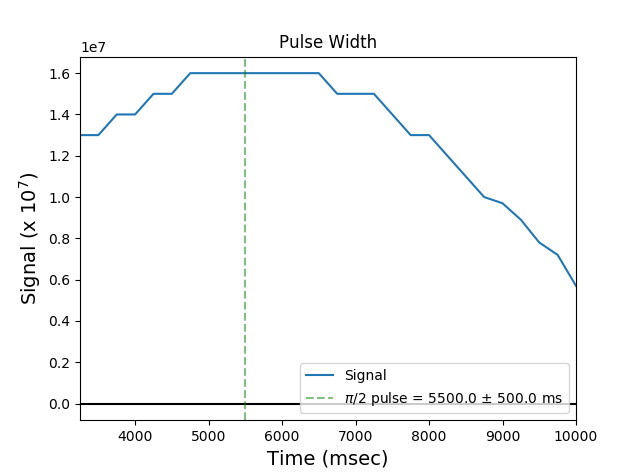 Pulse Width
1e7
1.6
1.4
1.2
1.0
0.8
0.6
0.4
0.2
0.0
Signal (x 10⁷)
Signal
π/2 pulse = 5500.0 ± 500.0 ms
4000 5000 6000 7000 8000 9000 10000
Time (msec)